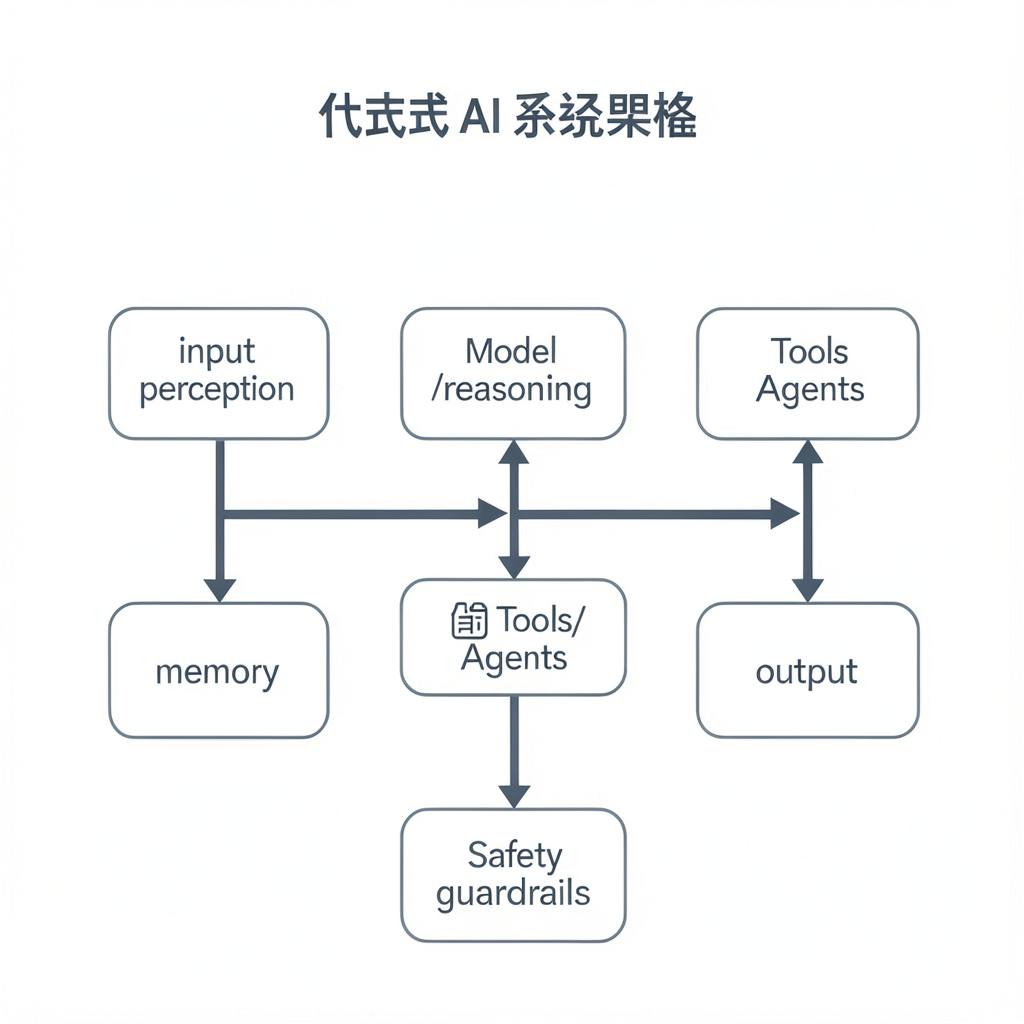 代式式 AI 系统架格
input
perception
Model
/reasoning
Tools
Agents
memory
Tools/
Agents
output
Safety
guardrails